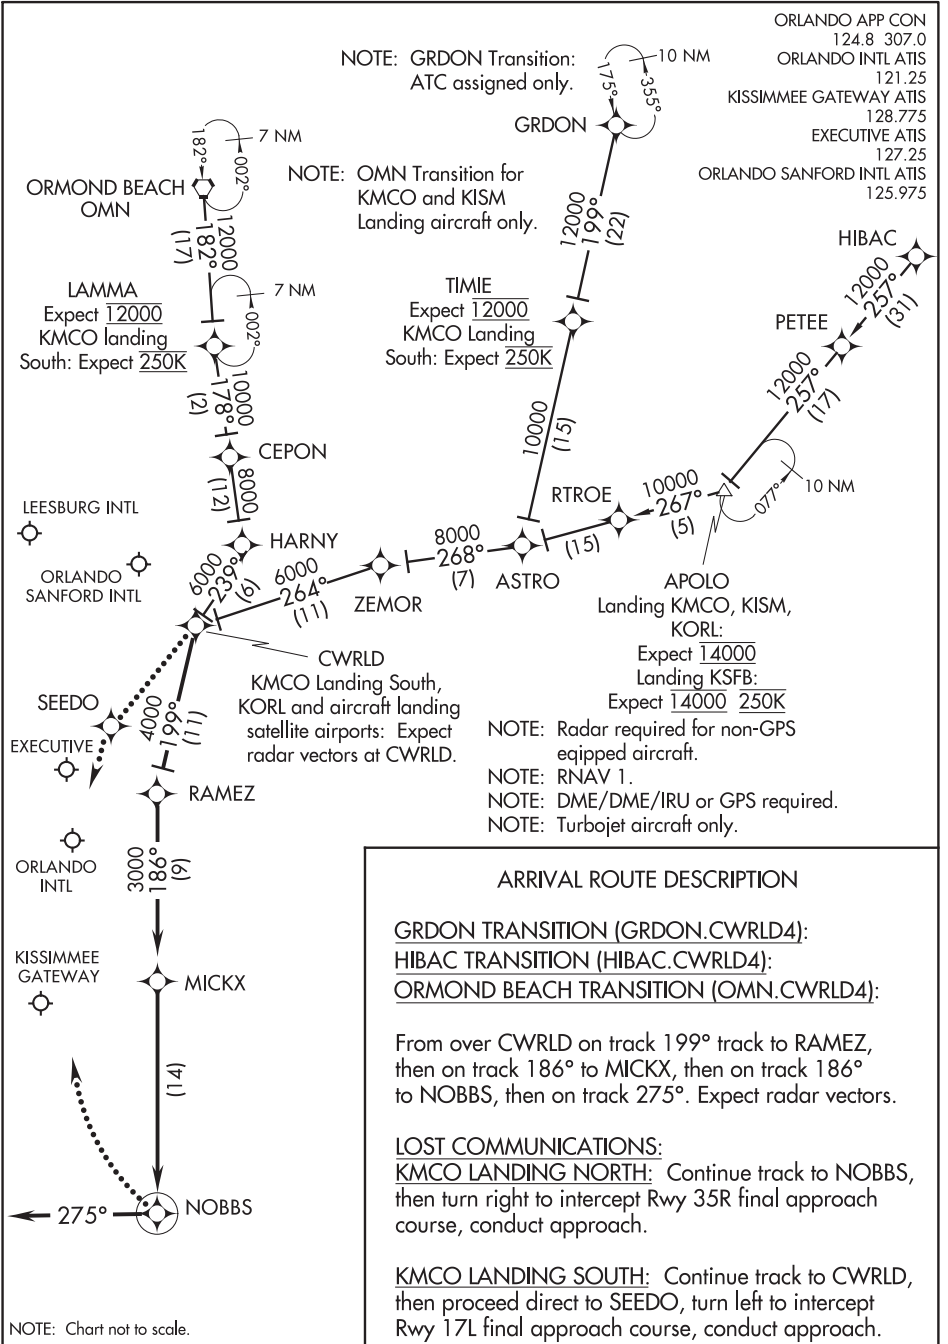 ORLANDO APP CON
124.8 307.0
ORLANDO INTL ATIS
121.25
KISSIMMEE GATEWAY ATIS
128.775
EXECUTIVE ATIS
127.25
ORLANDO SANFORD INTL ATIS
125.975
NOTE: GRDON Transition:
ATC assigned only.
10 NM
175°
355°
GRDON
7 NM
182°
002°
ORMOND BEACH
OMN
NOTE: OMN Transition for
KMCO and KISM
Landing aircraft only.
12000
182°
(17)
12000
199°
(22)
HIBAC
12000
257°
(31)
LAMMA
Expect 12000
KMCO landing
South: Expect 250K
7 NM
002°
TIMIE
Expect 12000
KMCO Landing
South: Expect 250K
PETEE
12000
257°
(17)
10000
178°
(2)
10000
(15)
CEPON
8000
(12)
077°
10 NM
RTROE
10000
267°
(5)
LEESBURG INTL
HARNY
8000
268°
(7)
(15)
ASTRO
ORLANDO
SANFORD INTL
6000
239°
(6)
6000
264°
(11)
ZEMOR
APOLO
Landing KMCO, KISM,
KORL:
Expect 14000
Landing KSFB:
Expect 14000 250K
CWRLD
KMCO Landing South,
KORL and aircraft landing
satellite airports: Expect
radar vectors at CWRLD.
SEEDO
4000
199°
(11)
EXECUTIVE
NOTE: Radar required for non-GPS
eqipped aircraft.
NOTE: RNAV 1.
NOTE: DME/DME/IRU or GPS required.
NOTE: Turbojet aircraft only.
RAMEZ
3000
186°
(9)
ORLANDO
INTL
KISSIMMEE
GATEWAY
MICKX
(14)
NOBBS
275°
NOTE: Chart not to scale.
ARRIVAL ROUTE DESCRIPTION
GRDON TRANSITION (GRDON.CWRLD4):
HIBAC TRANSITION (HIBAC.CWRLD4):
ORMOND BEACH TRANSITION (OMN.CWRLD4):
From over CWRLD on track 199° track to RAMEZ,
then on track 186° to MICKX, then on track 186°
to NOBBS, then on track 275°. Expect radar vectors.
LOST COMMUNICATIONS:
KMCO LANDING NORTH: Continue track to NOBBS,
then turn right to intercept Rwy 35R final approach
course, conduct approach.
KMCO LANDING SOUTH: Continue track to CWRLD,
then proceed direct to SEEDO, turn left to intercept
Rwy 17L final approach course, conduct approach.